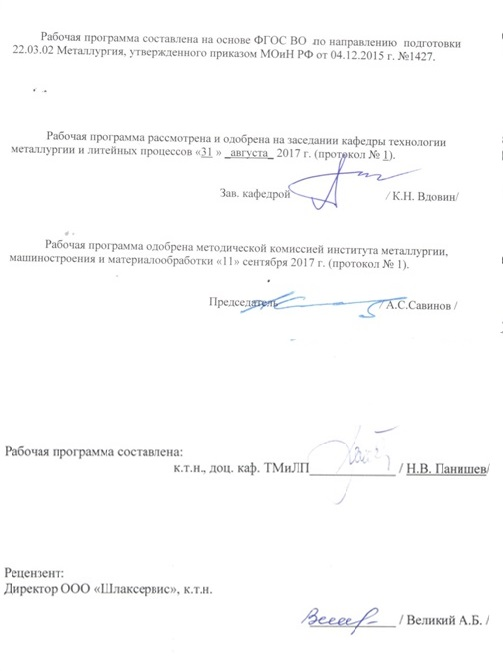 Рабочая программа составлена на основе ФГОС ВО по направлению подготовки
22.03.02 Металлургия, утвержденного приказом МОиН РФ от 04.12.2015 г. №1427.
Рабочая программа рассмотрена и одобрена на заседании кафедры технологии
металлургии и литейных процессов «31 » _августа_ 2017 г. (протокол № 1).
Зав. кафедрой / К.Н. Вдовин/
Рабочая программа одобрена методической комиссией института металлургии,
машиностроения и материалообработки «11» сентября 2017 г. (протокол № 1).
Председатель / А.С.Савинов /
Рабочая программа составлена:
к.т.н., доц. каф. ТМиЛП______________ / Н.В. Панишев/
Рецензент:
Директор ООО «Шлаксервис», к.т.н.
______________ / Великий А.Б. /